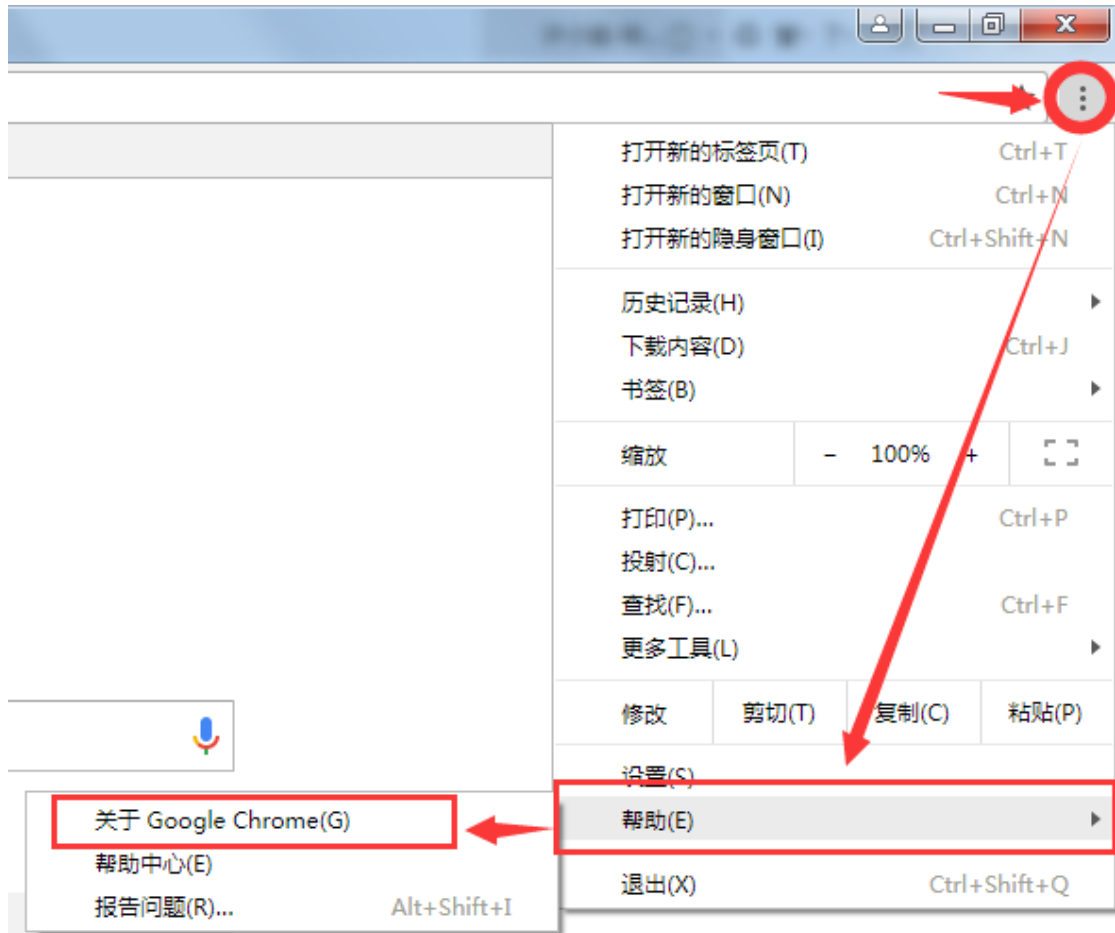 打开新的标签页(T) Ctrl+T
打开新的窗口(N) Ctrl+N
打开新的隐身窗口(I) Ctrl+Shift+N
历史记录(H)
下载内容(D) Ctrl+J
书签(B)
缩放 − 100% +
打印(P)... Ctrl+P
投射(C)...
查找(F)... Ctrl+F
更多工具(L)
修改 剪切(T) 复制(C) 粘贴(P)
设置(S)
帮助(E)
退出(X) Ctrl+Shift+Q
关于 Google Chrome(G)
帮助中心(E)
报告问题(R)... Alt+Shift+I